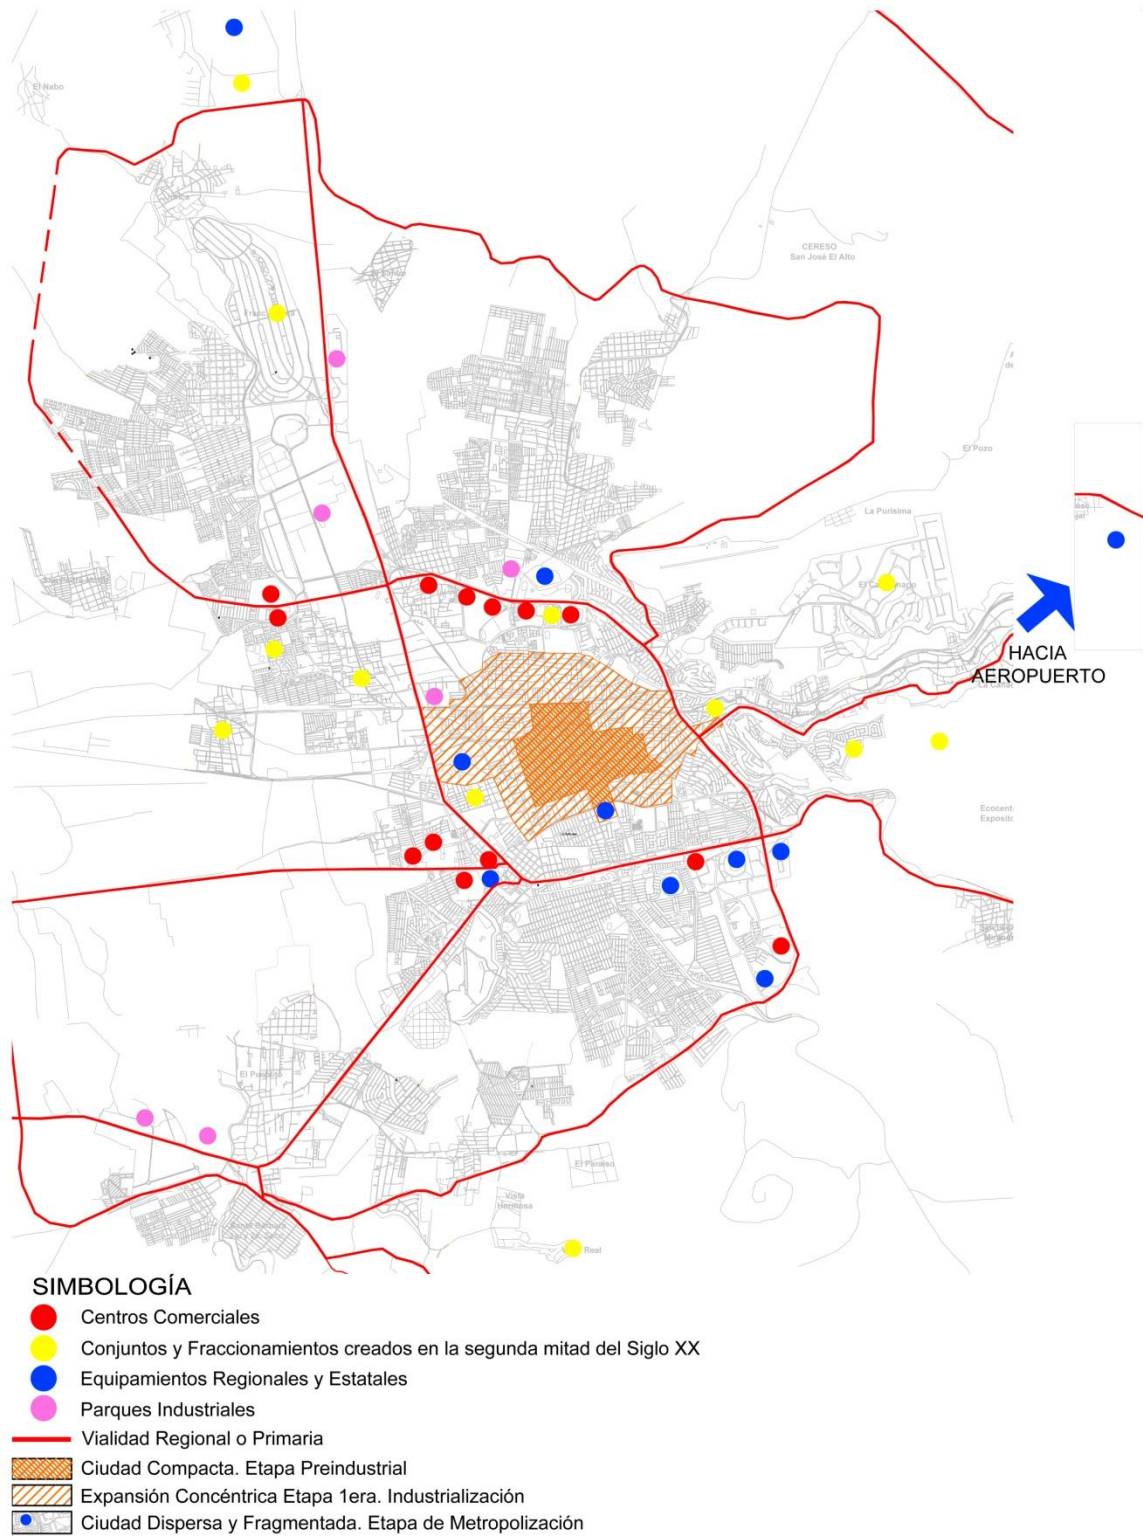 El Nabo
CERESO
San José El Alto
El Pozo
La Purísima
HACIA
AEROPUERTO
El Paraíso
Vista
Hermosa
Real
SIMBOLOGÍA
Centros Comerciales
Conjuntos y Fraccionamientos creados en la segunda mitad del Siglo XX
Equipamientos Regionales y Estatales
Parques Industriales
Vialidad Regional o Primaria
Ciudad Compacta. Etapa Preindustrial
Expansión Concéntrica Etapa 1era. Industrialización
Ciudad Dispersa y Fragmentada. Etapa de Metropolización